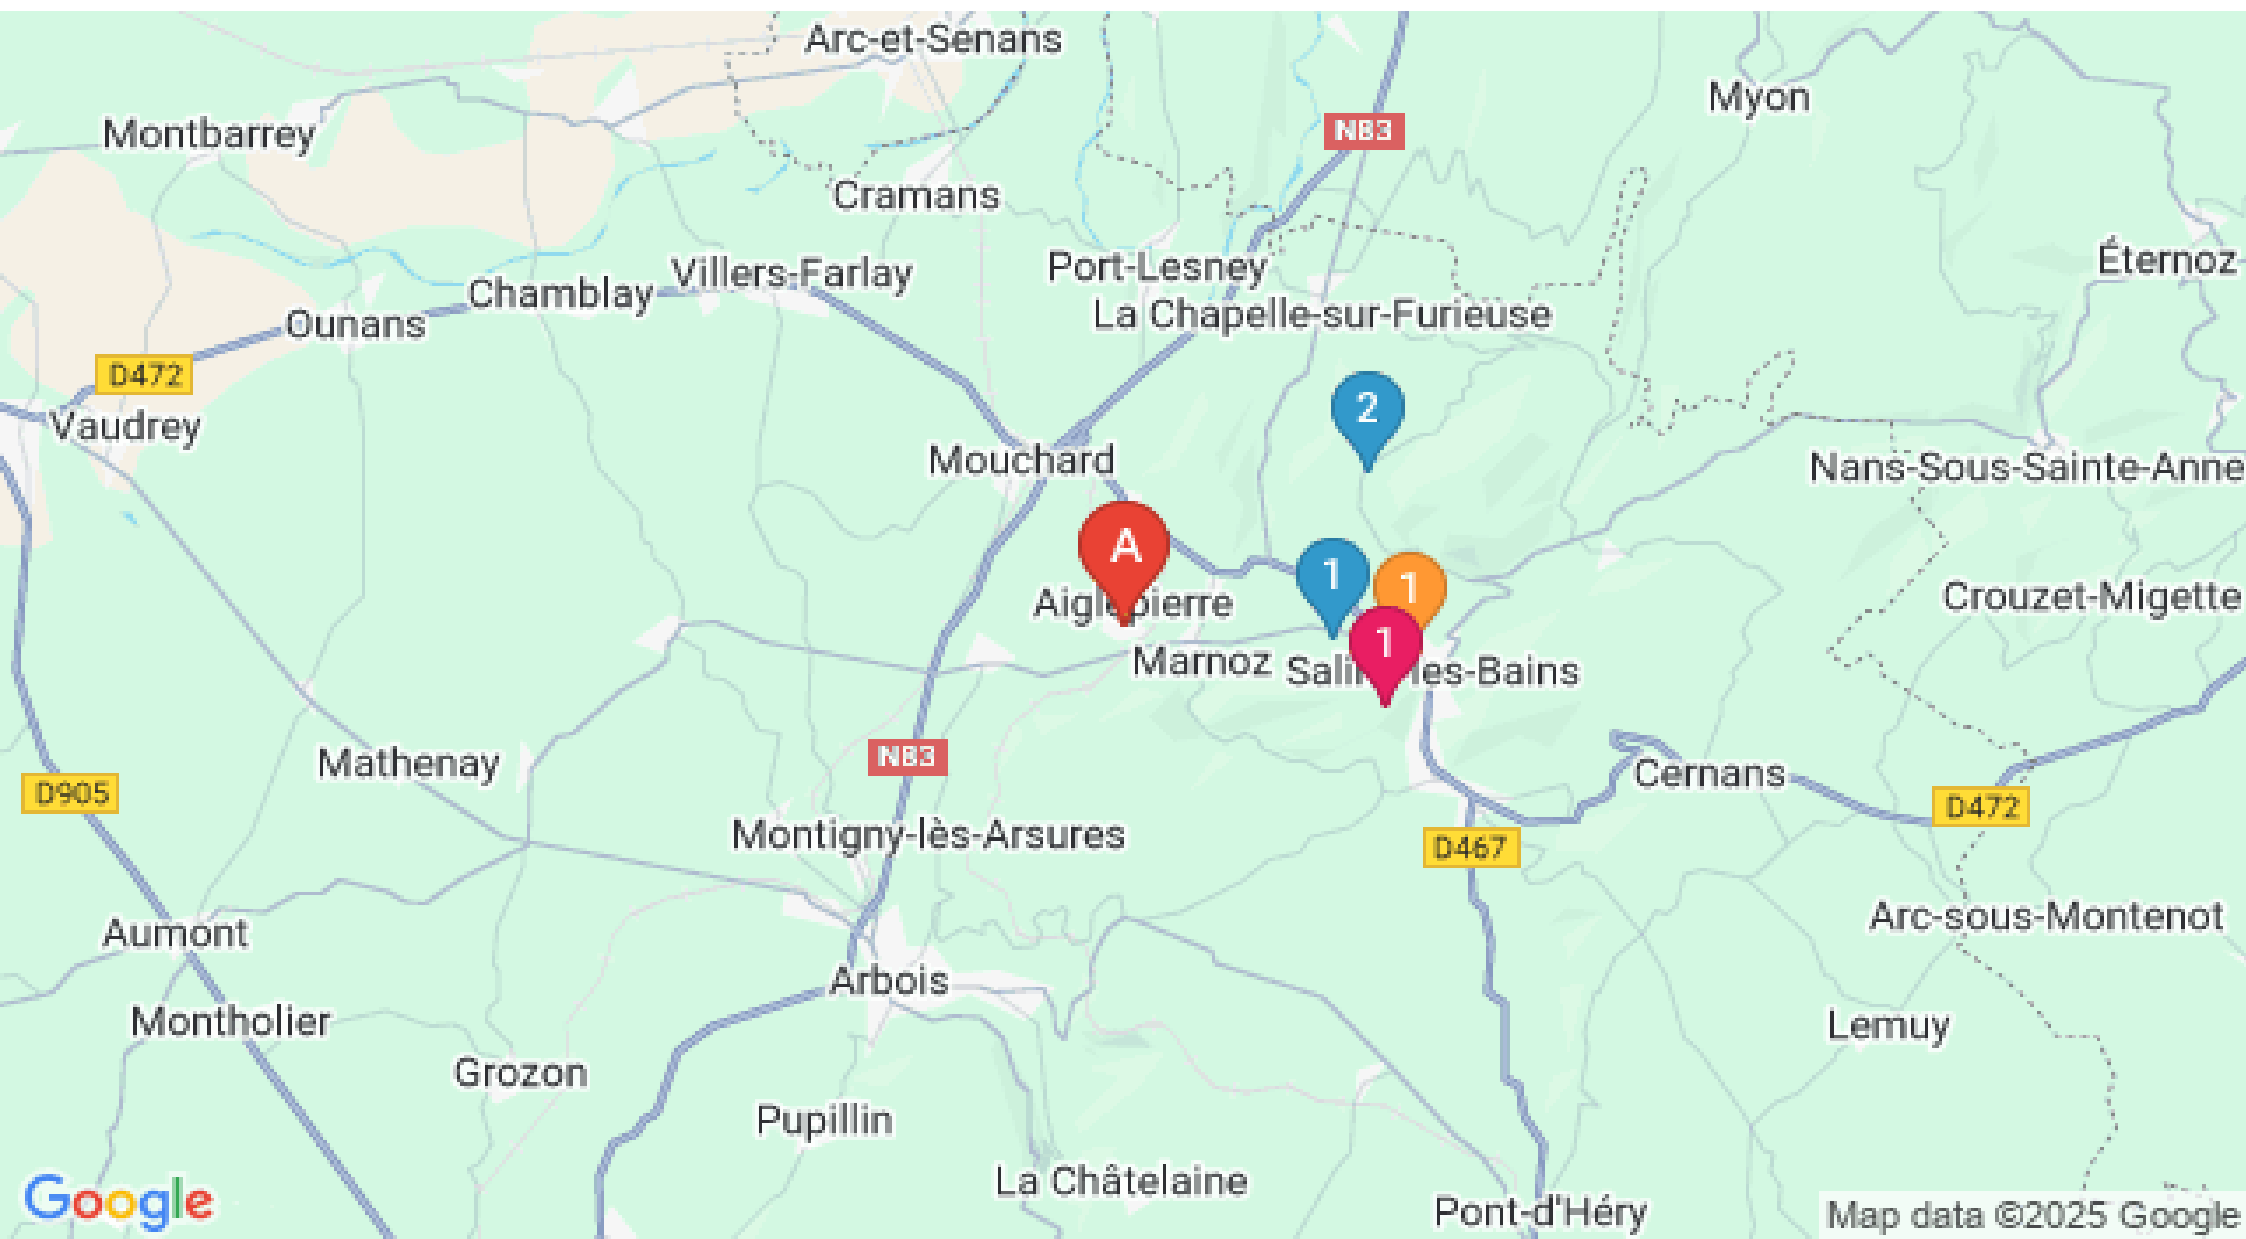 Arc-et-Senans
Myon
N83
Montbarrey
Cramans
Éternoz
Port-Lesney
Villers-Farlay
Chamblay
La Chapelle-sur-Furieuse
Ounans
D472
2
Vaudrey
Mouchard
Nans-Sous-Sainte-Anne
A
1
1
Aiglepierre
Crouzet-Migette
1
Marnoz
Salins-les-Bains
N83
Mathenay
Cernans
D905
D472
Montigny-lès-Arsures
D467
Arc-sous-Montenot
Aumont
Arbois
Montholier
Lemuy
Grozon
Pupillin
La Châtelaine
Google
Pont-d'Héry
Map data ©2025 Google